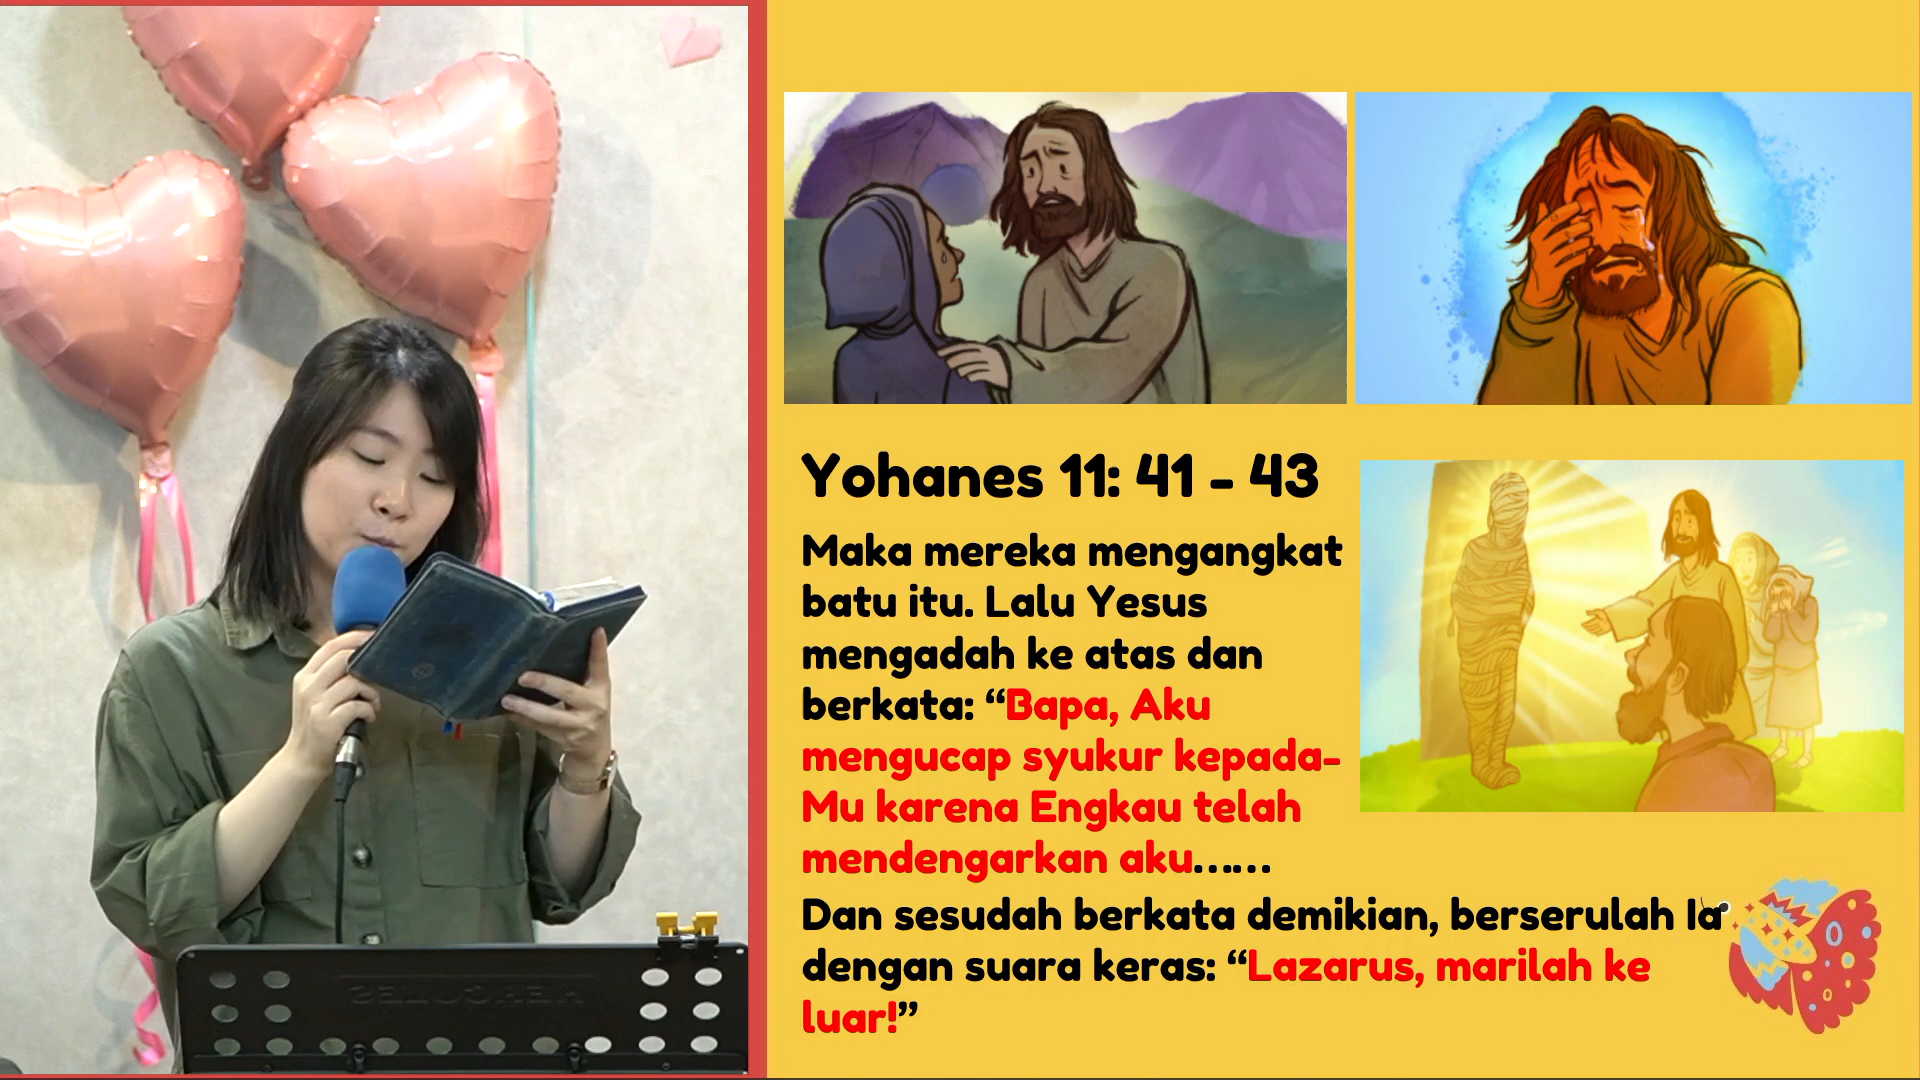 Yohanes 11: 41 - 43
Maka mereka mengangkat
batu itu. Lalu Yesus
mengadah ke atas dan
berkata: “Bapa, Aku
mengucap syukur kepada-
Mu karena Engkau telah
mendengarkan aku......
Dan sesudah berkata demikian, berserulah Ia
dengan suara keras: “Lazarus, marilah ke
luar!”
HERCULES